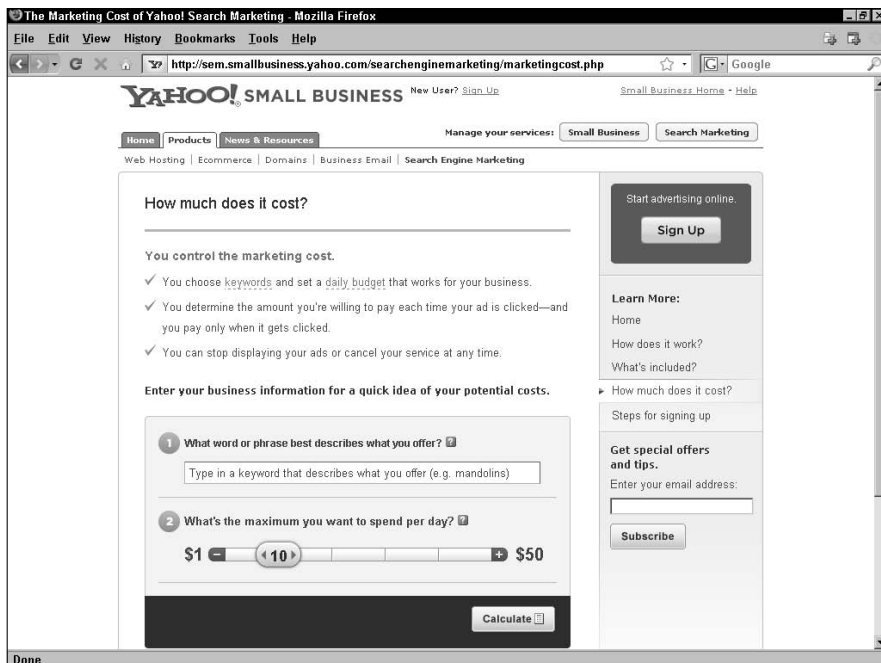 The Marketing Cost of Yahoo! Search Marketing - Mozilla Firefox
File Edit View History Bookmarks Tools Help
http://sem.smallbusiness.yahoo.com/searchenginemarketing/marketingcost.php
G Google
YAHOO! SMALL BUSINESS New User? Sign Up Small Business Home - Help
Manage your services: Small Business Search Marketing
Home Products News & Resources
Web Hosting | Ecommerce | Domains | Business Email | Search Engine Marketing
How much does it cost?
You control the marketing cost.
You choose keywords and set a daily budget that works for your business.
You determine the amount you're willing to pay each time your ad is clicked—and
you pay only when it gets clicked.
You can stop displaying your ads or cancel your service at any time.
Enter your business information for a quick idea of your potential costs.
1 What word or phrase best describes what you offer? ?
Type in a keyword that describes what you offer (e.g. mandolins)
2 What's the maximum you want to spend per day? ?
$1 - 10 + $50
Calculate
Start advertising online.
Sign Up
Learn More:
Home
How does it work?
What's included?
How much does it cost?
Steps for signing up
Get special offers
and tips.
Enter your email address:
Subscribe
Done